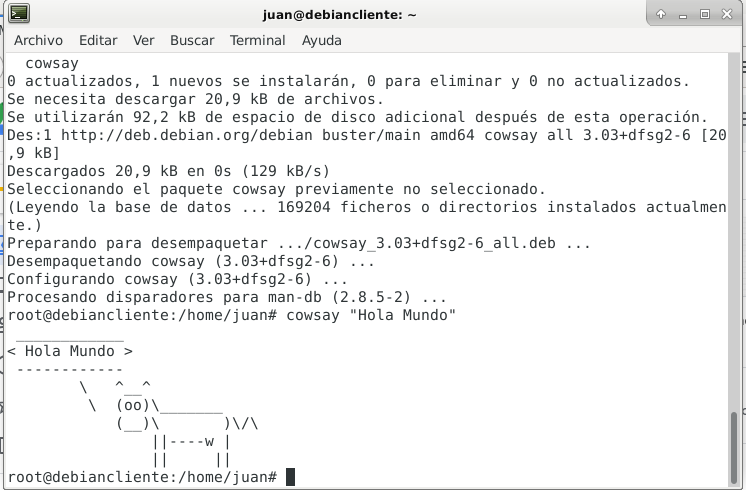 juan@debiancliente: ~
Archivo Editar Ver Buscar Terminal Ayuda
  cowsay
0 actualizados, 1 nuevos se instalarán, 0 para eliminar y 0 no actualizados.
Se necesita descargar 20,9 kB de archivos.
Se utilizarán 92,2 kB de espacio de disco adicional después de esta operación.
Des:1 http://deb.debian.org/debian buster/main amd64 cowsay all 3.03+dfsg2-6 [20
,9 kB]
Descargados 20,9 kB en 0s (129 kB/s)
Seleccionando el paquete cowsay previamente no seleccionado.
(Leyendo la base de datos ... 169204 ficheros o directorios instalados actualmen
te.)
Preparando para desempaquetar .../cowsay_3.03+dfsg2-6_all.deb ...
Desempaquetando cowsay (3.03+dfsg2-6) ...
Configurando cowsay (3.03+dfsg2-6) ...
Procesando disparadores para man-db (2.8.5-2) ...
root@debiancliente:/home/juan# cowsay "Hola Mundo"
 ____________
< Hola Mundo >
 ------------
        \   ^__^
         \  (oo)\_______
            (__)\       )\/\
                ||----w |
                ||     ||
root@debiancliente:/home/juan#